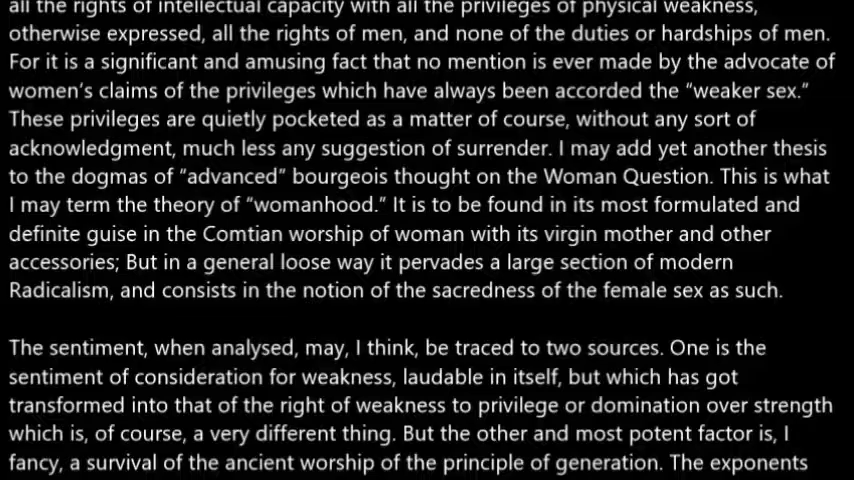 all the rights of intellectual capacity with all the privileges of physical weakness,
otherwise expressed, all the rights of men, and none of the duties or hardships of men.
For it is a significant and amusing fact that no mention is ever made by the advocate of
women’s claims of the privileges which have always been accorded the “weaker sex.”
These privileges are quietly pocketed as a matter of course, without any sort of
acknowledgment, much less any suggestion of surrender. I may add yet another thesis
to the dogmas of “advanced” bourgeois thought on the Woman Question. This is what
I may term the theory of “womanhood.” It is to be found in its most formulated and
definite guise in the Comtian worship of woman with its virgin mother and other
accessories; But in a general loose way it pervades a large section of modern
Radicalism, and consists in the notion of the sacredness of the female sex as such.

The sentiment, when analysed, may, I think, be traced to two sources. One is the
sentiment of consideration for weakness, laudable in itself, but which has got
transformed into that of the right of weakness to privilege or domination over strength
which is, of course, a very different thing. But the other and most potent factor is, I
fancy, a survival of the ancient worship of the principle of generation. The exponents